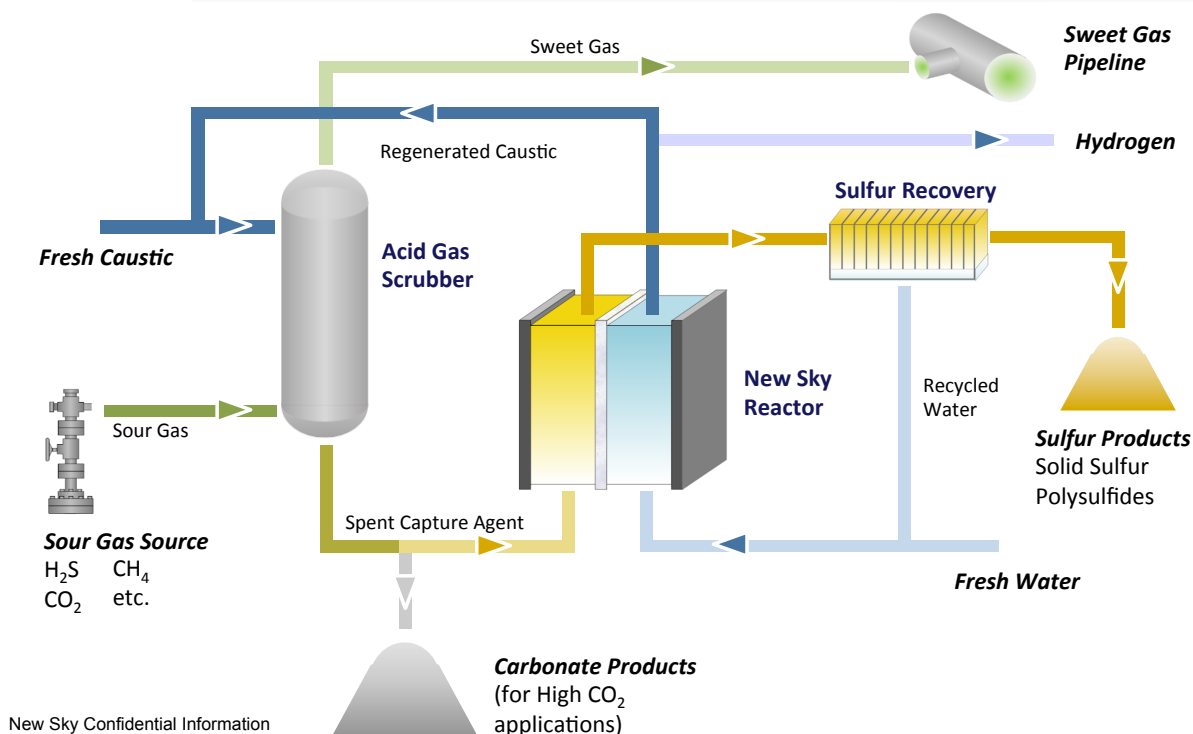 Sweet Gas
Sweet Gas
Pipeline
Regenerated Caustic
Hydrogen
Sulfur Recovery
Fresh Caustic
Acid Gas
Scrubber
New Sky
Reactor
Recycled
Water
Sour Gas
Sulfur Products
Solid Sulfur
Polysulfides
Spent Capture Agent
Sour Gas Source
H₂S CH₄
CO₂ etc.
Fresh Water
Carbonate Products
(for High CO₂
applications)
New Sky Confidential Information